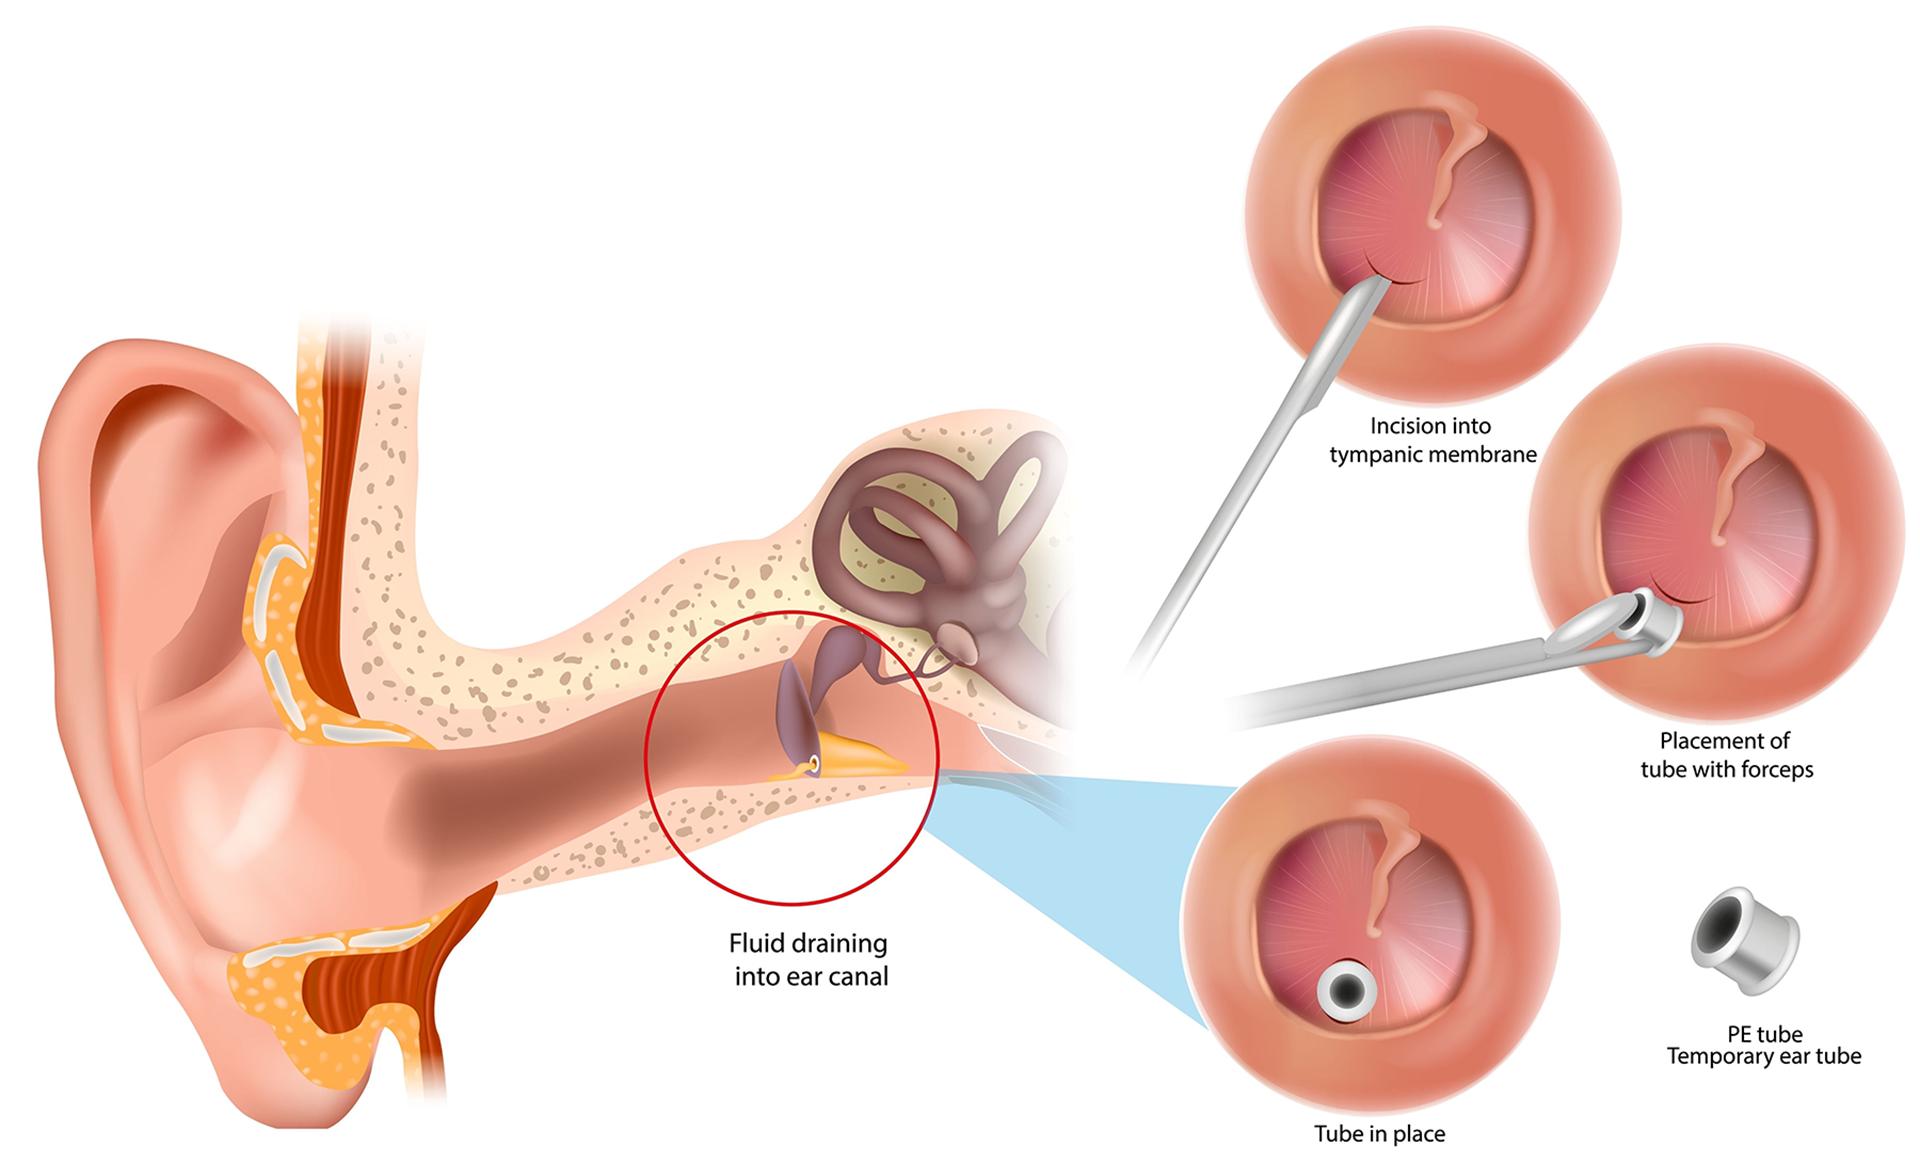 Incision into
tympanic membrane
Placement of
tube with forceps
Fluid draining
into ear canal
PE tube
Temporary ear tube
Tube in place